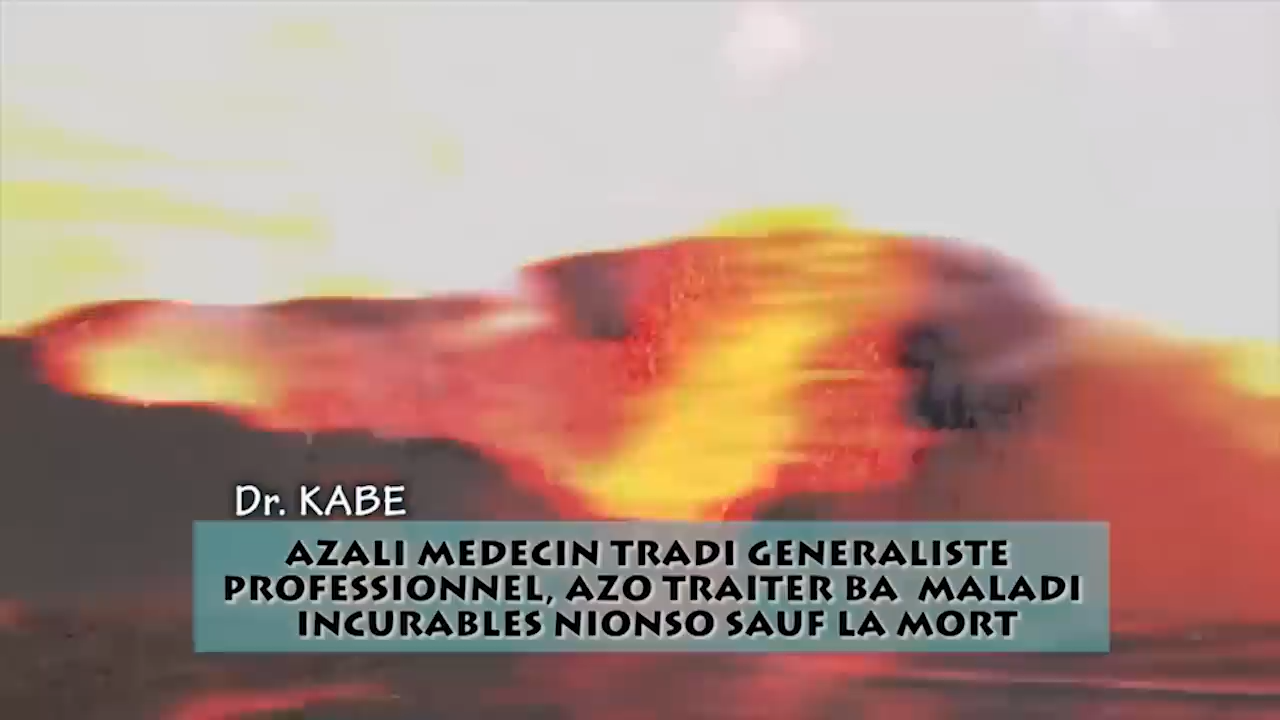 Dr. KABE
AZALI MEDECIN TRADI GENERALISTE
PROFESSIONNEL, AZO TRAITER BA MALADI
INCURABLES NIONSO SAUF LA MORT